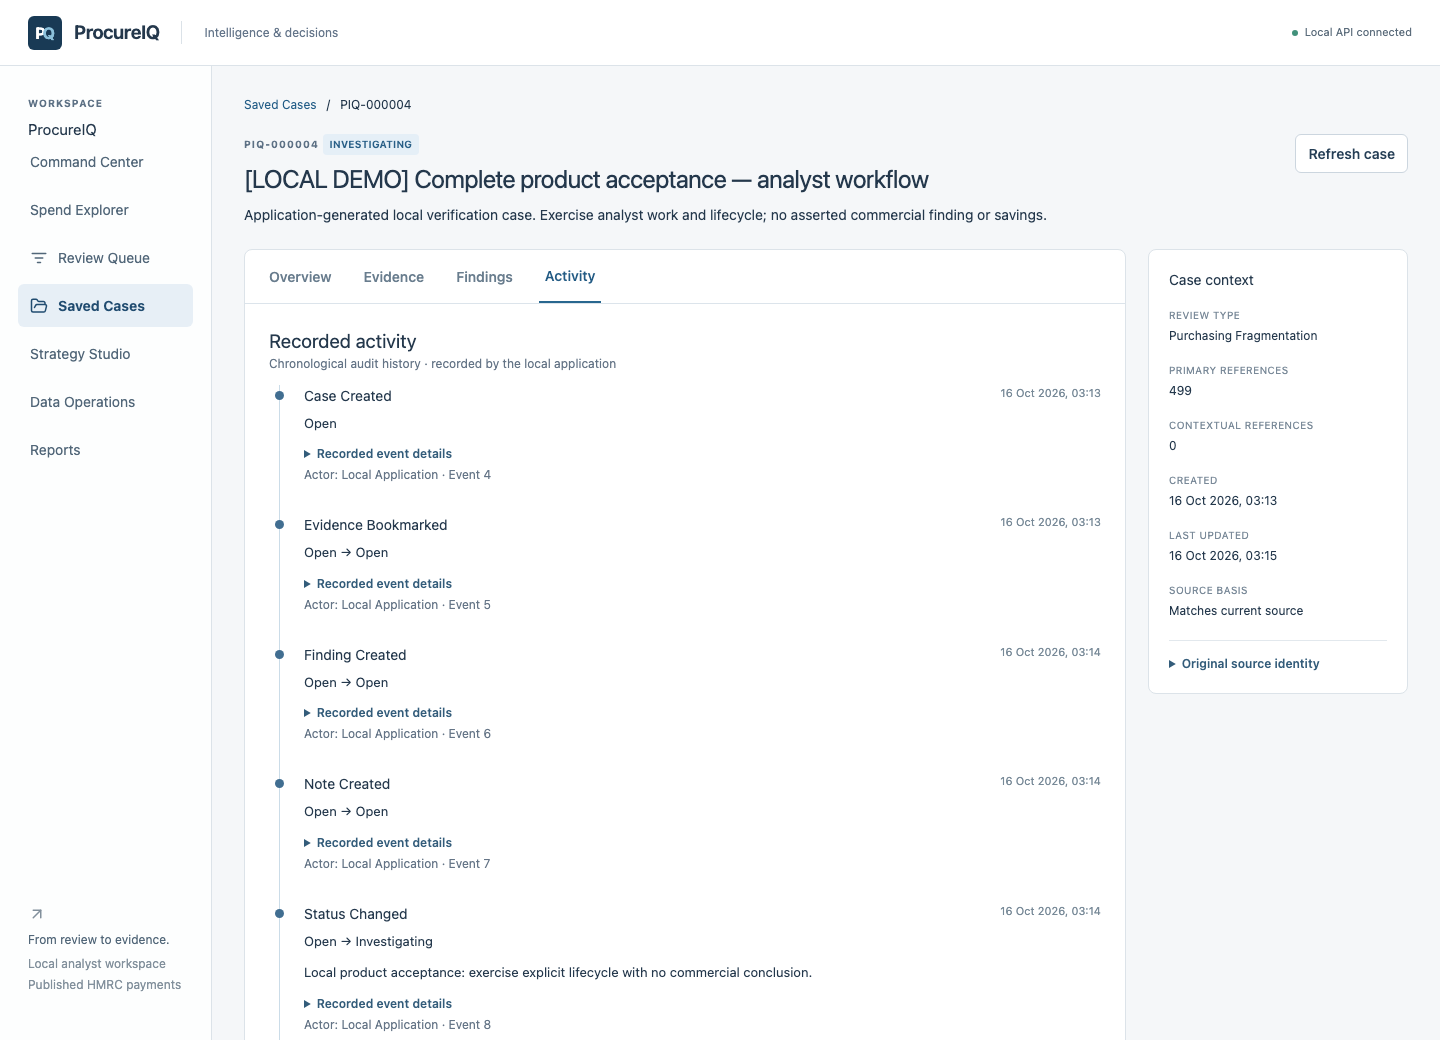 PQ ProcureIQ Intelligence & decisions
Local API connected
WORKSPACE
ProcureIQ
Command Center
Spend Explorer
Review Queue
Saved Cases
Strategy Studio
Data Operations
Reports
From review to evidence.
Local analyst workspace
Published HMRC payments
Saved Cases / PIQ-000004
PIQ-000004 INVESTIGATING
[LOCAL DEMO] Complete product acceptance — analyst workflow
Application-generated local verification case. Exercise analyst work and lifecycle; no asserted commercial finding or savings.
Refresh case
Overview Evidence Findings Activity
Recorded activity
Chronological audit history · recorded by the local application
Case Created 16 Oct 2026, 03:13
Open
Recorded event details
Actor: Local Application · Event 4
Evidence Bookmarked 16 Oct 2026, 03:13
Open → Open
Recorded event details
Actor: Local Application · Event 5
Finding Created 16 Oct 2026, 03:14
Open → Open
Recorded event details
Actor: Local Application · Event 6
Note Created 16 Oct 2026, 03:14
Open → Open
Recorded event details
Actor: Local Application · Event 7
Status Changed 16 Oct 2026, 03:14
Open → Investigating
Local product acceptance: exercise explicit lifecycle with no commercial conclusion.
Recorded event details
Actor: Local Application · Event 8
Case context
REVIEW TYPE
Purchasing Fragmentation
PRIMARY REFERENCES
499
CONTEXTUAL REFERENCES
0
CREATED
16 Oct 2026, 03:13
LAST UPDATED
16 Oct 2026, 03:15
SOURCE BASIS
Matches current source
Original source identity